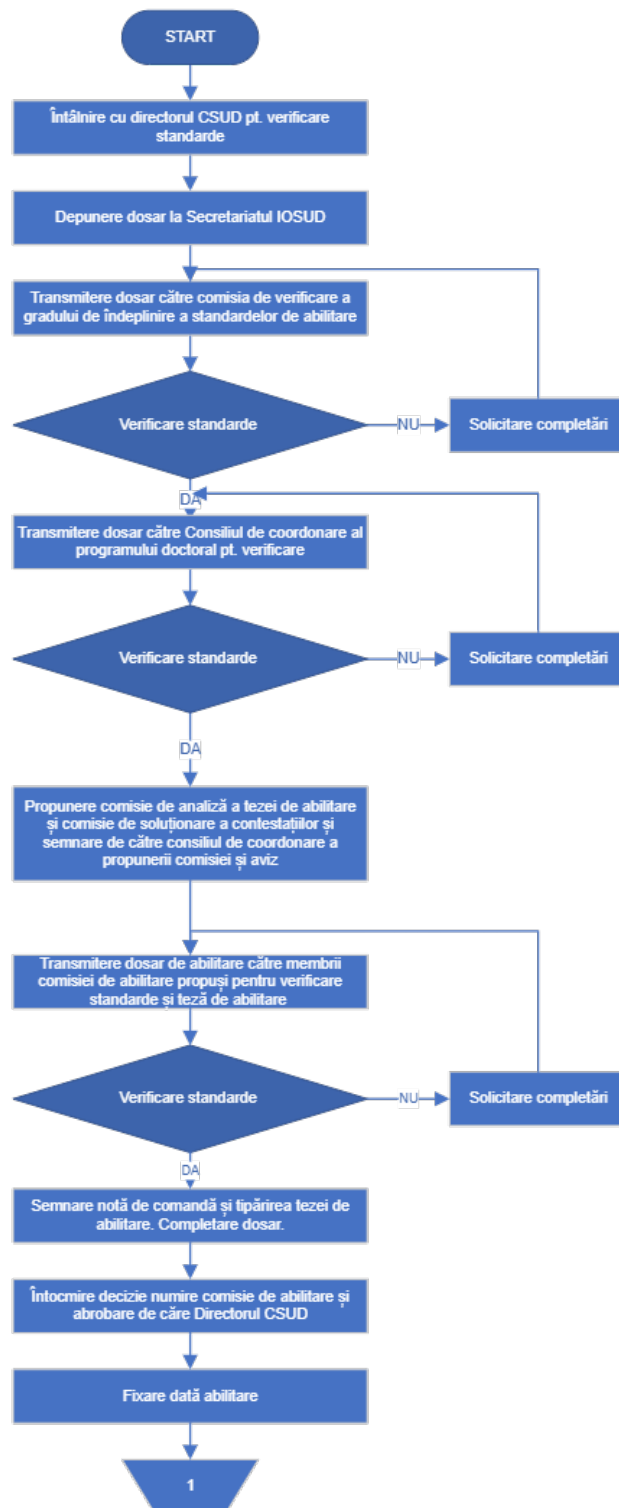 START
Întâlnire cu directorul CSUD pt. verificare
standarde
Depunere dosar la Secretariatul IOSUD
Transmitere dosar către comisia de verificare a
gradului de îndeplinire a standardelor de abilitare
Verificare standarde
NU
Solicitare completări
DA
Transmitere dosar către Consiliul de coordonare al
programului doctoral pt. verificare
Verificare standarde
NU
Solicitare completări
DA
Propunere comisie de analiză a tezei de abilitare
și comisie de soluționare a contestațiilor și
semnare de către consiliul de coordonare a
propunerii comisiei și aviz
Transmitere dosar de abilitare către membrii
comisiei de abilitare propuși pentru verificare
standarde și teză de abilitare
Verificare standarde
NU
Solicitare completări
DA
Semnare notă de comandă și tipărirea tezei de
abilitare. Completare dosar.
Întocmire decizie numire comisie de abilitare și
aprobare de căre Directorul CSUD
Fixare dată abilitare
1